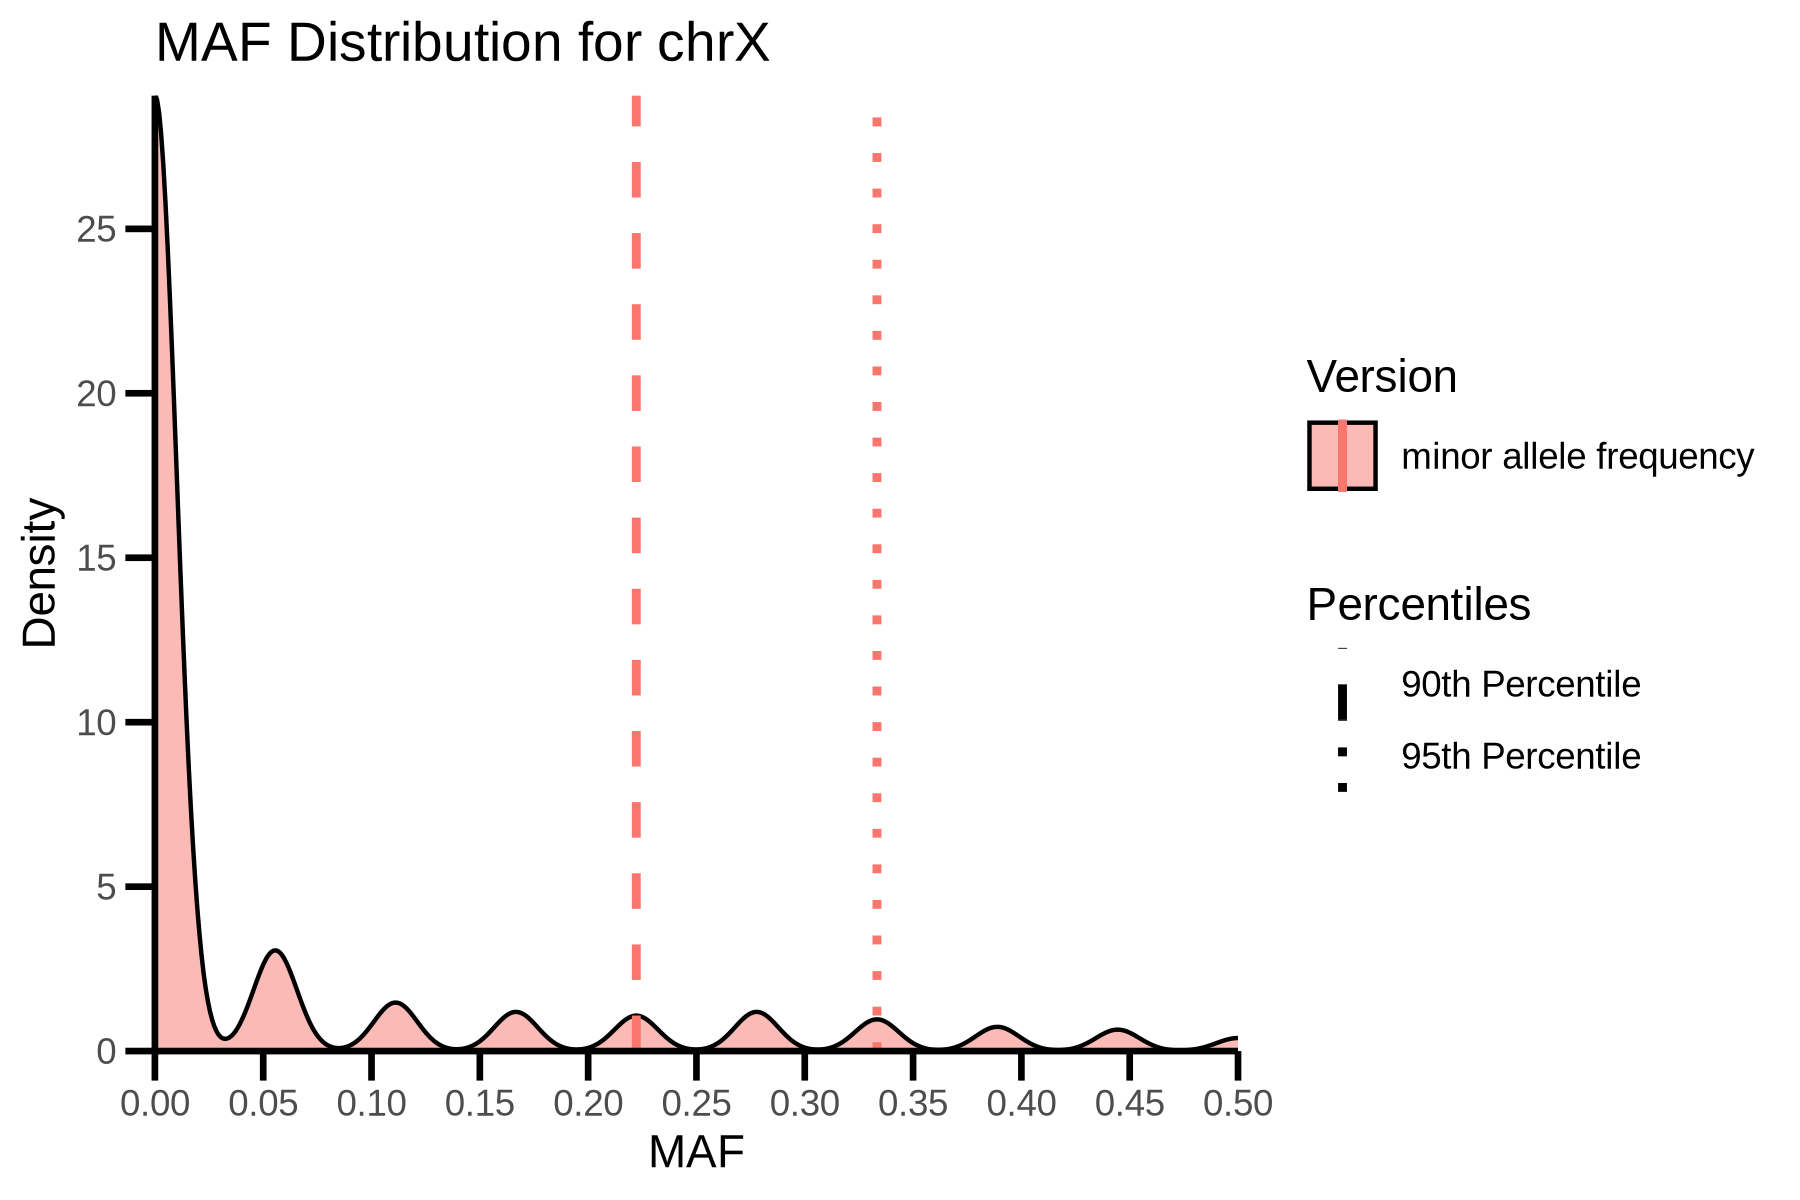 MAF Distribution for chrX
Density
25
20
15
10
5
0
0.00 0.05 0.10 0.15 0.20 0.25 0.30 0.35 0.40 0.45 0.50
MAF
Version
minor allele frequency
Percentiles
90th Percentile
95th Percentile